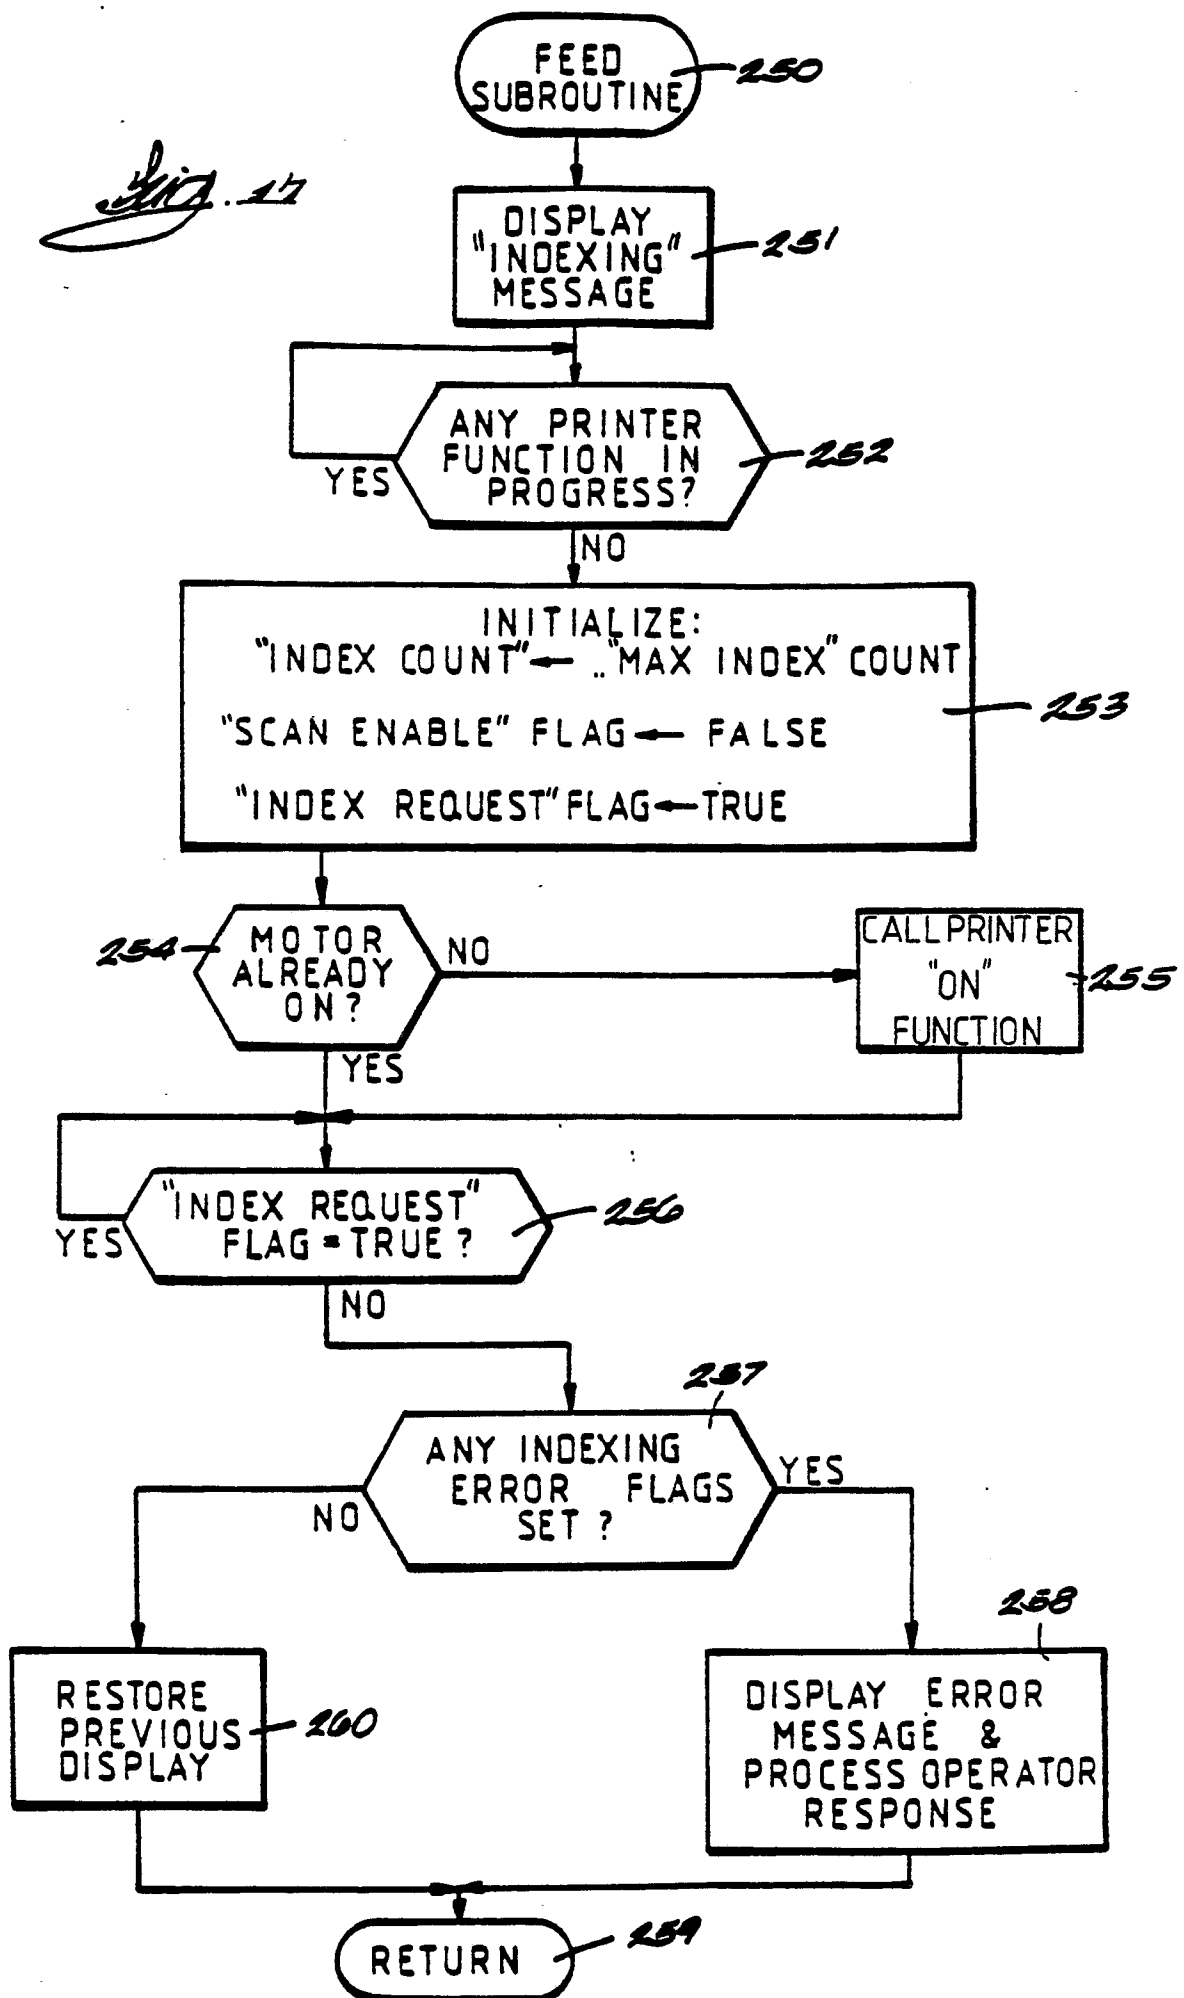 FEED
SUBROUTINE
250
Fig. 17
DISPLAY
"INDEXING"
MESSAGE
251
ANY PRINTER
FUNCTION IN
PROGRESS?
252
YES
NO
INITIALIZE:
"INDEX COUNT"← "MAX INDEX" COUNT
"SCAN ENABLE" FLAG← FALSE
"INDEX REQUEST" FLAG←TRUE
253
254
MOTOR
ALREADY
ON?
NO
CALL PRINTER
"ON"
FUNCTION
255
YES
"INDEX REQUEST"
FLAG = TRUE?
256
YES
NO
257
ANY INDEXING
ERROR FLAGS
SET?
YES
NO
258
RESTORE
PREVIOUS
DISPLAY
260
DISPLAY ERROR
MESSAGE &
PROCESS OPERATOR
RESPONSE
RETURN
259